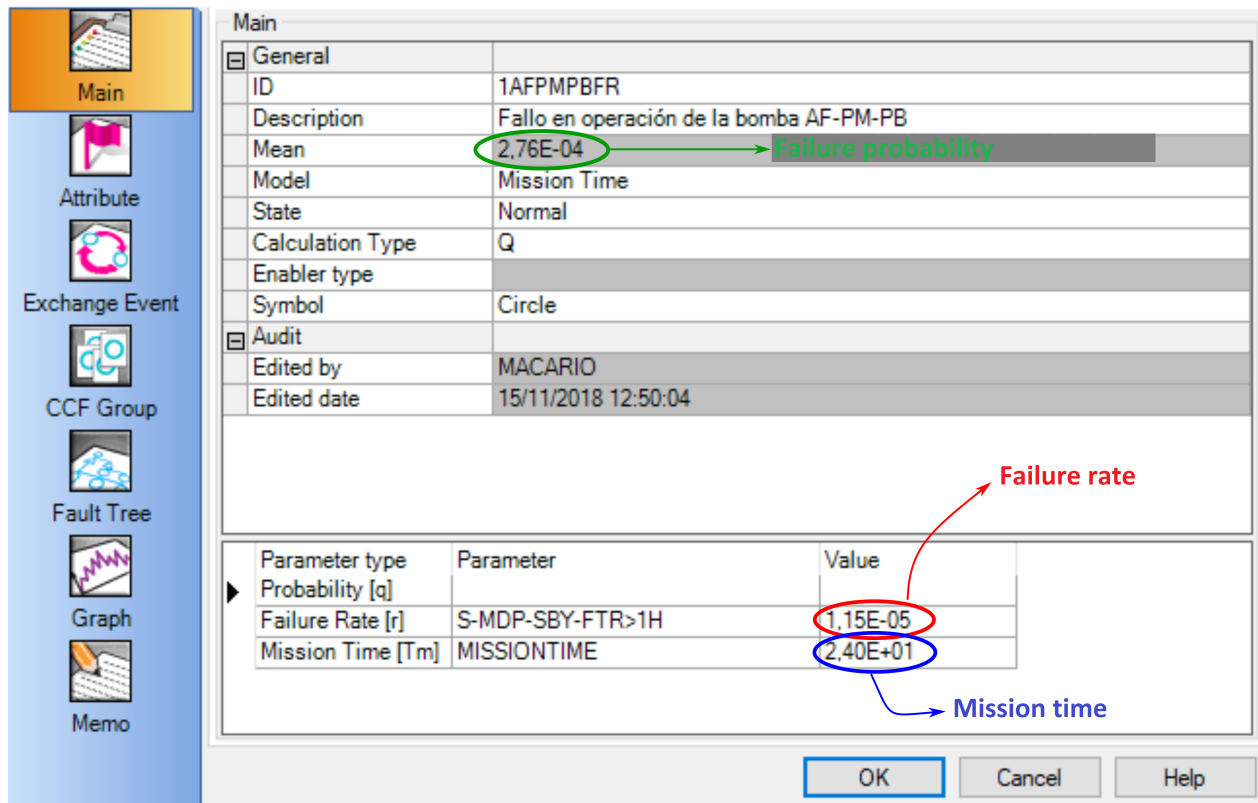 Main
Attribute
Exchange Event
CCF Group
Fault Tree
Graph
Memo
Main
General
ID 1AFPMPBFR
Description Fallo en operación de la bomba AF-PM-PB
Mean 2,76E-04 Failure probability
Model Mission Time
State Normal
Calculation Type Q
Enabler type
Symbol Circle
Audit
Edited by MACARIO
Edited date 15/11/2018 12:50:04
Failure rate
Parameter type Parameter Value
Probability [q]
Failure Rate [r] S-MDP-SBY-FTR>1H 1,15E-05
Mission Time [Tm] MISSIONTIME 2,40E+01
Mission time
OK Cancel Help